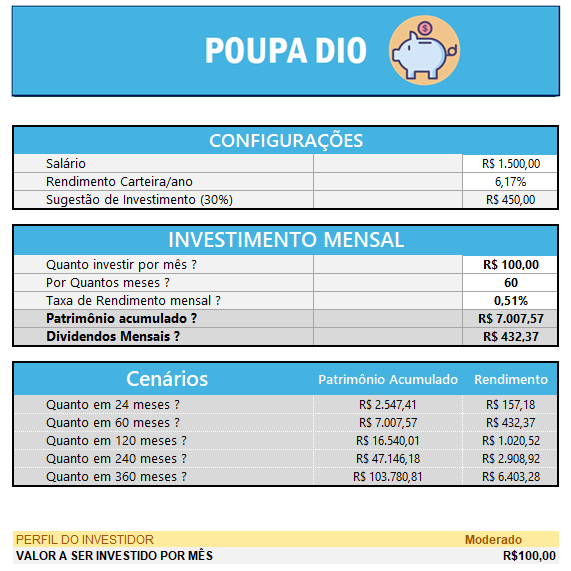 POUPA DIO
CONFIGURAÇÕES
Salário R$ 1.500,00
Rendimento Carteira/ano 6,17%
Sugestão de Investimento (30%) R$ 450,00
INVESTIMENTO MENSAL
Quanto investir por mês ? R$ 100,00
Por Quantos meses ? 60
Taxa de Rendimento mensal ? 0,51%
Patrimônio acumulado ? R$ 7.007,57
Dividendos Mensais ? R$ 432,37
Cenários Patrimônio Acumulado Rendimento
Quanto em 24 meses ? R$ 2.547,41 R$ 157,18
Quanto em 60 meses ? R$ 7.007,57 R$ 432,37
Quanto em 120 meses ? R$ 16.540,01 R$ 1.020,52
Quanto em 240 meses ? R$ 47.146,18 R$ 2.908,92
Quanto em 360 meses ? R$ 103.780,81 R$ 6.403,28
PERFIL DO INVESTIDOR Moderado
VALOR A SER INVESTIDO POR MÊS R$100,00